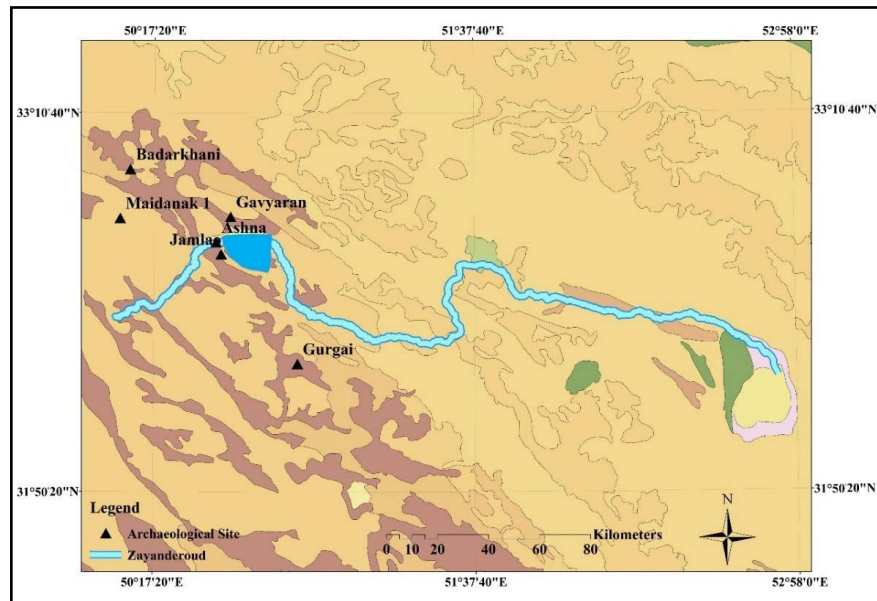 50°17'20"E 51°37'40"E 52°58'0"E
33°10'40"N 33°10'40"N
Badarkhani
Maidanak 1 Gavyaran
Ashna
Gurgai
31°50'20"N 31°50'20"N
Legend
N
Archaeological Site
Kilometers
Zayanderoud
0 5 10 20 40 60 80
50°17'20"E 51°37'40"E 52°58'0"E